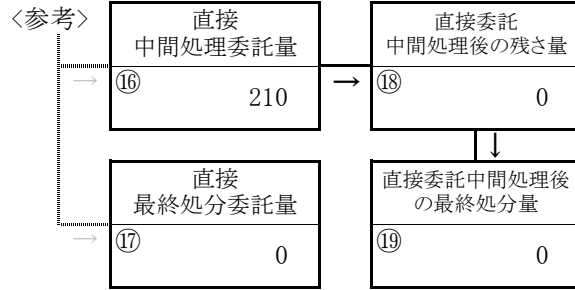 〈参考〉
直接
中間処理委託量
→
⑯
210
→
直接委託
中間処理後の残さ量
⑱
0
↓
直接
最終処分委託量
→
⑰
0
直接委託中間処理後
の最終処分量
⑲
0